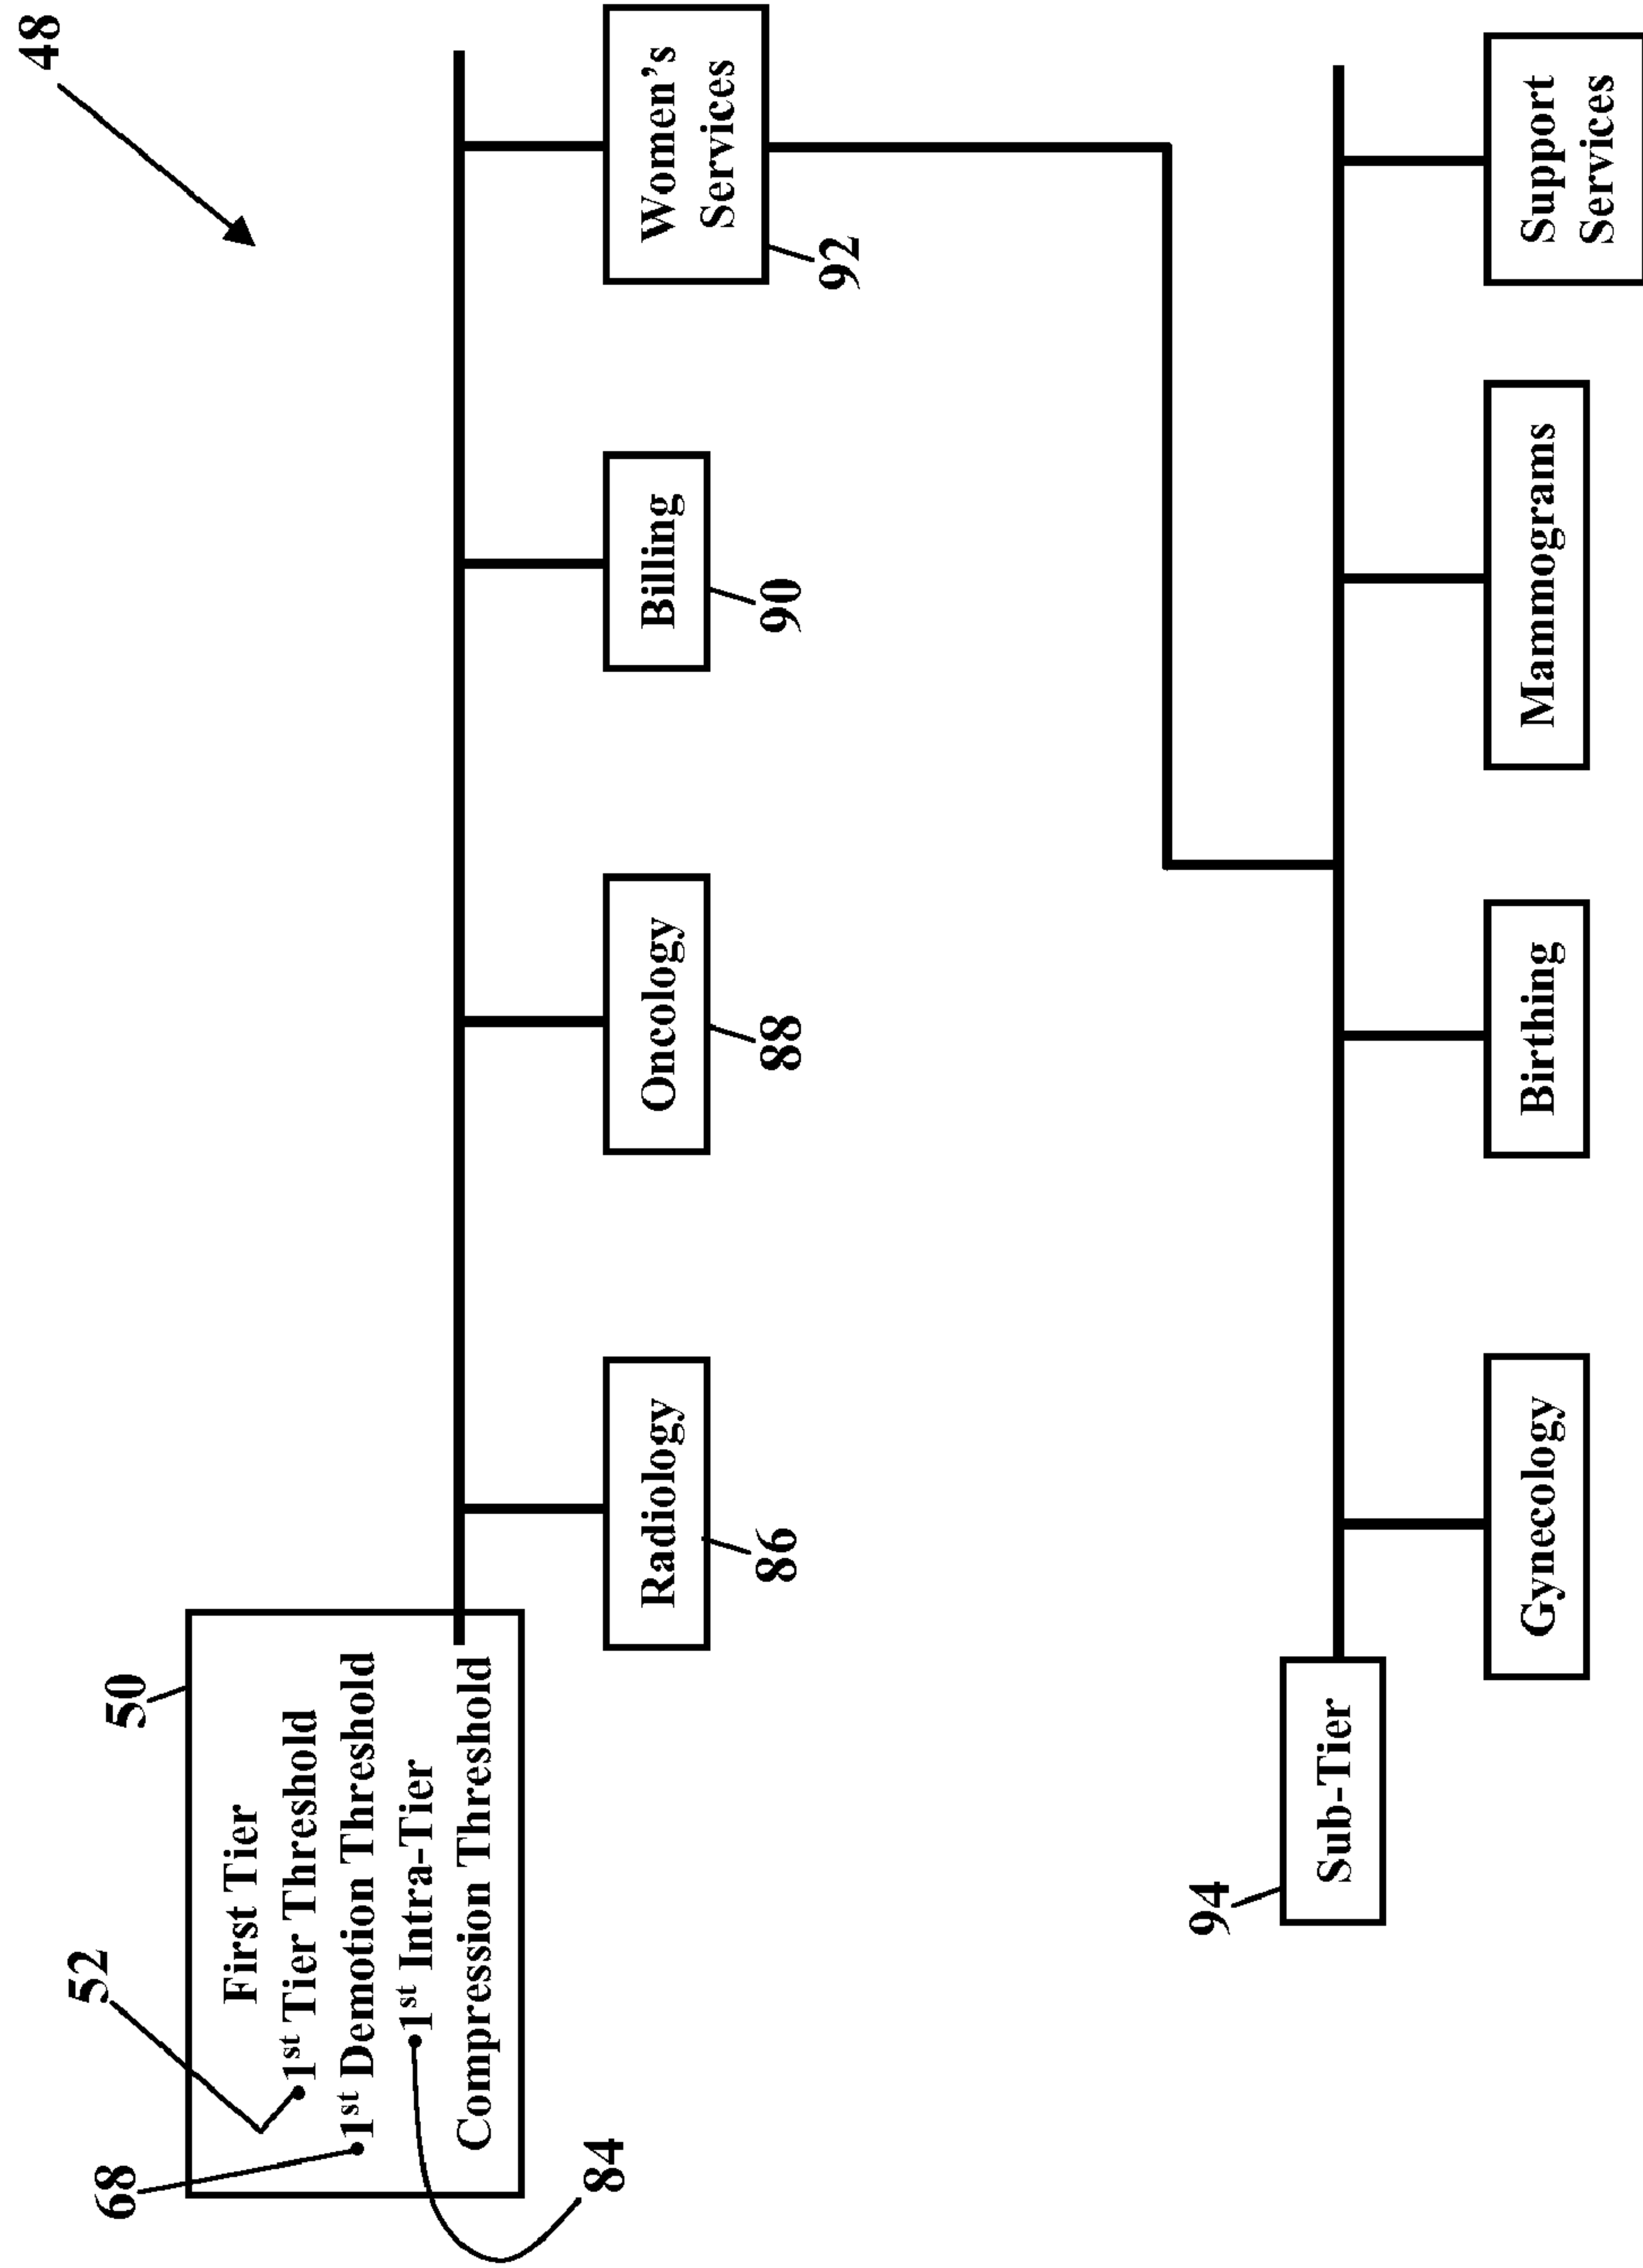 48
50
52
68
First Tier
1st Tier Threshold
1st Demotion Threshold
1st Intra-Tier
Compression Threshold
84
Radiology
86
Oncology
88
Billing
90
Women's
Services
92
94
Sub-Tier
Gynecology
Birthing
Mammograms
Support
Services